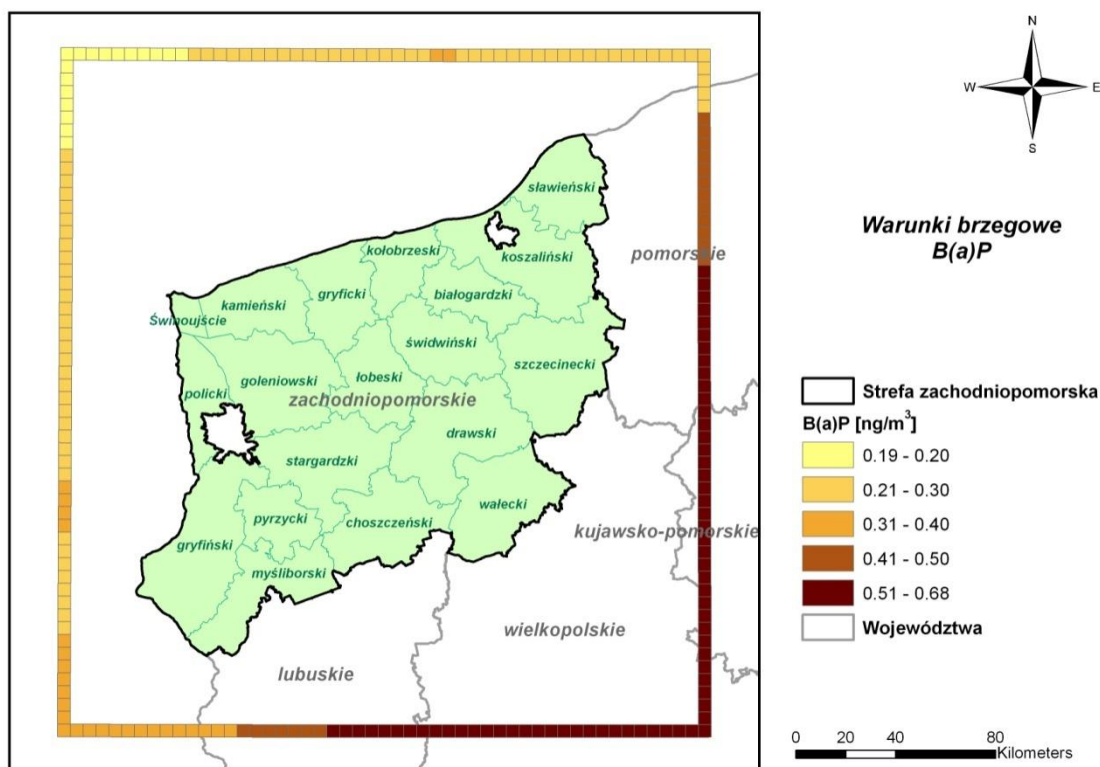 N
W E
S
Warunki brzegowe
B(a)P
sławieński
pomorskie
kołobrzeski
koszaliński
gryficki
białogardzki
kamieński
Świnoujście
świdwiński
szczecinecki
goleniowski
łobeski
policki
zachodniopomorskie
drawski
stargardzki
wałecki
pyrzycki
choszczeński
kujawsko-pomorskie
gryfiński
myśliborski
wielkopolskie
lubuskie
Strefa zachodniopomorska
B(a)P [ng/m³]
0.19 - 0.20
0.21 - 0.30
0.31 - 0.40
0.41 - 0.50
0.51 - 0.68
Województwa
0 20 40 80
Kilometers